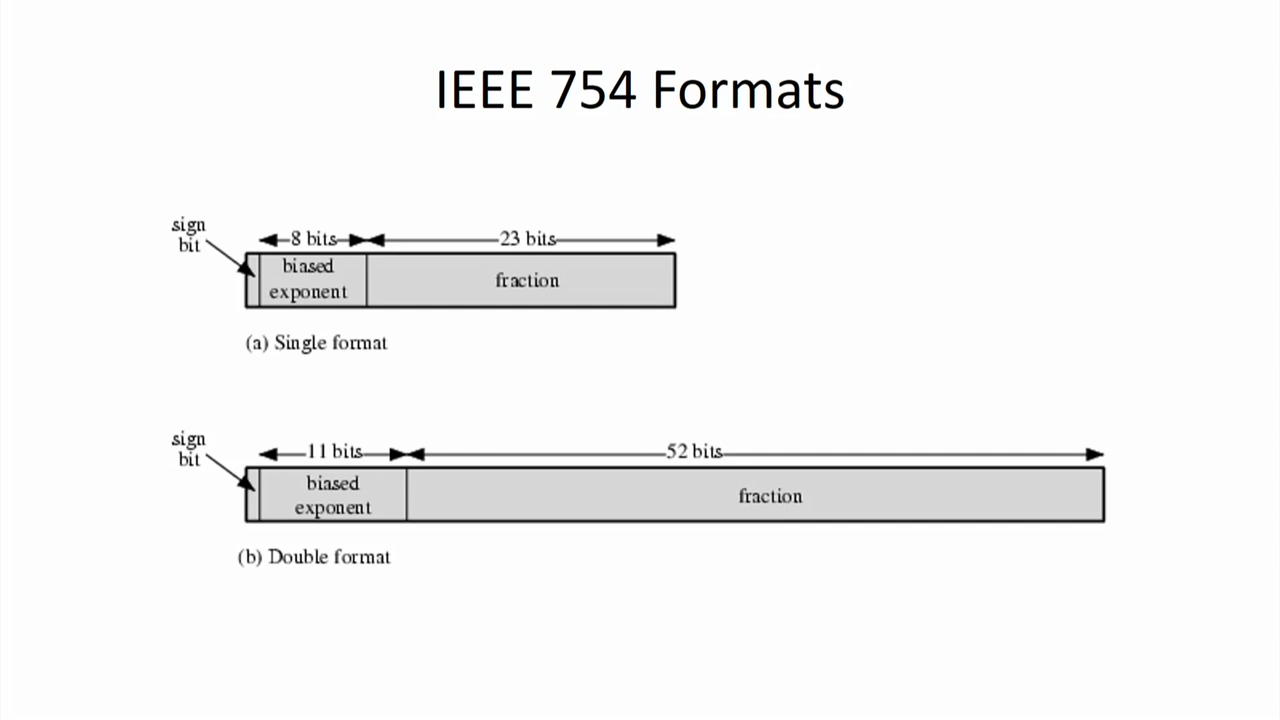 IEEE 754 Formats
sign
bit
8 bits
23 bits
biased
exponent
fraction
(a) Single format
sign
bit
11 bits
52 bits
biased
exponent
fraction
(b) Double format